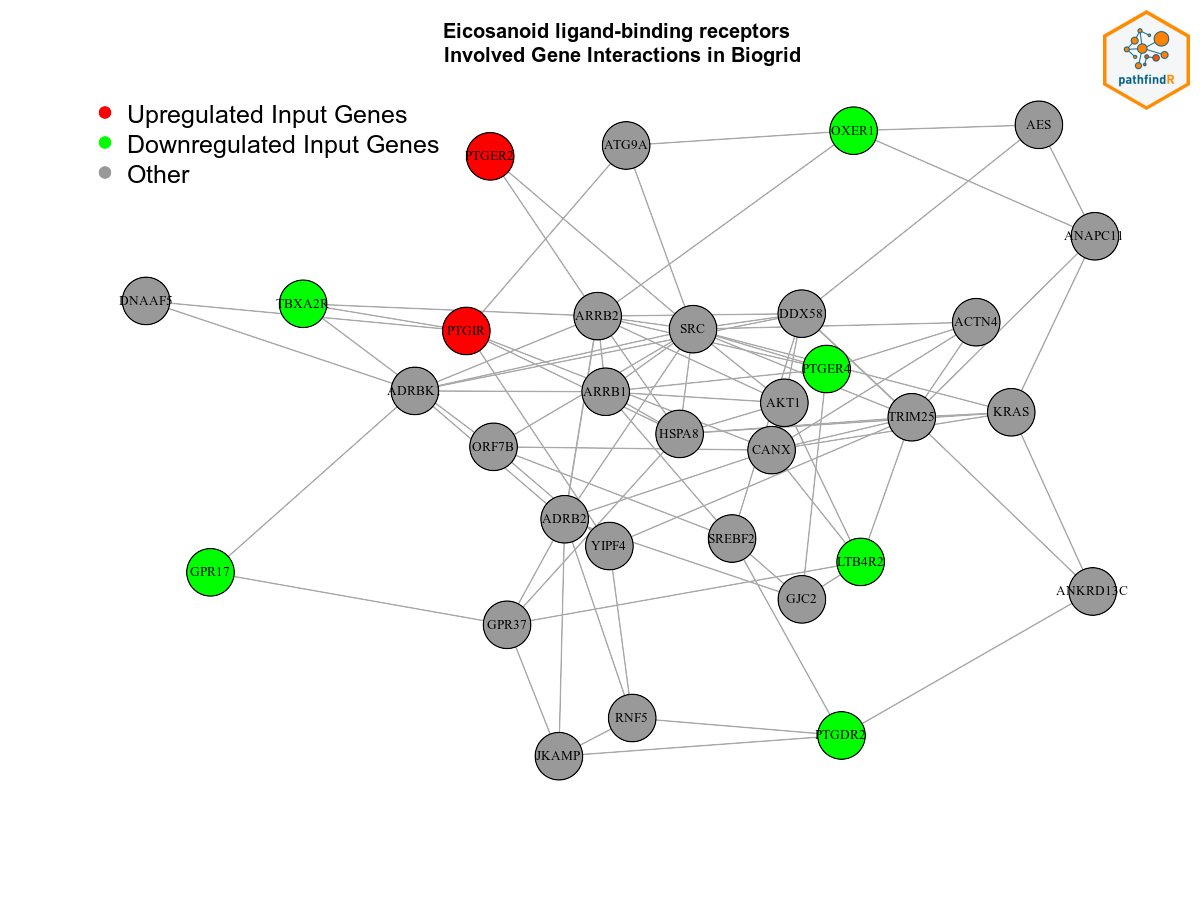 Eicosanoid ligand-binding receptors
Involved Gene Interactions in Biogrid
pathfindR
Upregulated Input Genes
Downregulated Input Genes
Other
PTGER2
ATG9A
OXER1
AES
ANAPC11
DNAAF5
TBXA2R
PTGIR
ARRB2
SRC
DDX58
ACTN4
PTGER4
ADRBK
ARRB1
AKT1
TRIM25
KRAS
HSPA8
ORF7B
CANX
ADRB2
YIPF4
SREBF2
LTB4R2
GPR17
GJC2
ANKRD13C
GPR37
RNF5
PTGDR2
JKAMP